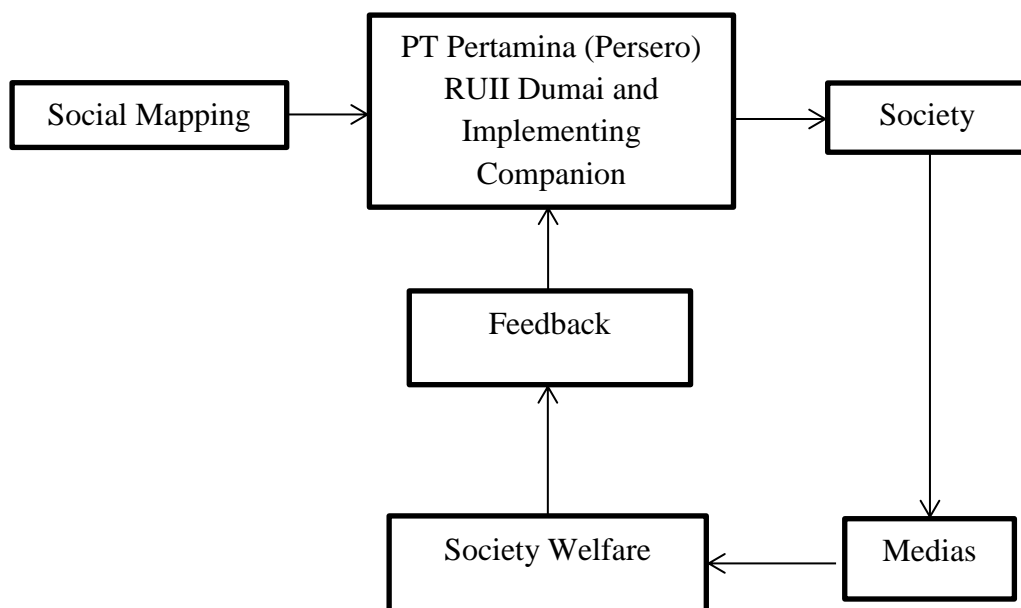 PT Pertamina (Persero)
RUII Dumai and
Implementing
Companion
Social Mapping
Society
Feedback
Society Welfare
Medias